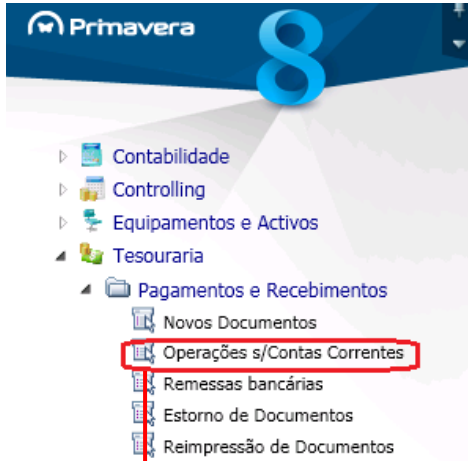 Primavera
8
Contabilidade
Controlling
Equipamentos e Activos
Tesouraria
Pagamentos e Recebimentos
Novos Documentos
Operações s/Contas Correntes
Remessas bancárias
Estorno de Documentos
Reimpressão de Documentos